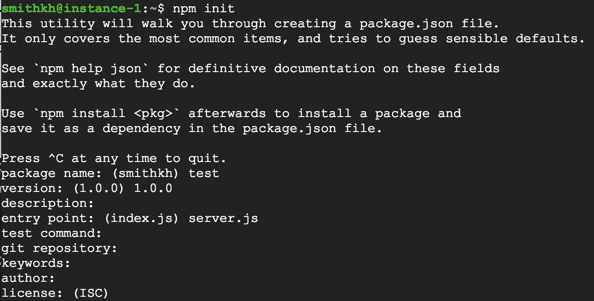 smithkh@instance-1:~$ npm init
This utility will walk you through creating a package.json file.
It only covers the most common items, and tries to guess sensible defaults.
See `npm help json` for definitive documentation on these fields
and exactly what they do.
Use `npm install <pkg>` afterwards to install a package and
save it as a dependency in the package.json file.
Press ^C at any time to quit.
package name: (smithkh) test
version: (1.0.0) 1.0.0
description:
entry point: (index.js) server.js
test command:
git repository:
keywords:
author:
license: (ISC)